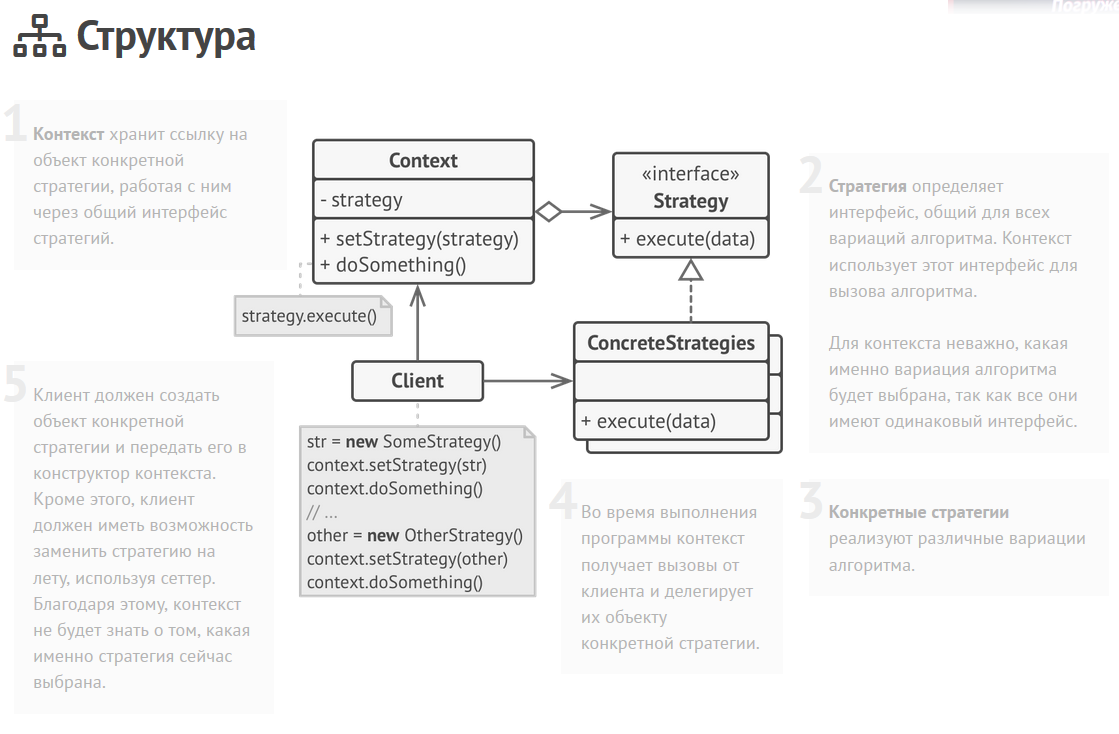 Погруже
Структура
1
Контекст хранит ссылку на
объект конкретной
стратегии, работая с ним
через общий интерфейс
стратегий.
Context
- strategy
+ setStrategy(strategy)
+ doSomething()
strategy.execute()
«interface»
Strategy
+ execute(data)
2
Стратегия определяет
интерфейс, общий для всех
вариаций алгоритма. Контекст
использует этот интерфейс для
вызова алгоритма.
Для контекста неважно, какая
именно вариация алгоритма
будет выбрана, так как все они
имеют одинаковый интерфейс.
ConcreteStrategies
+ execute(data)
Client
str = new SomeStrategy()
context.setStrategy(str)
context.doSomething()
// ...
other = new OtherStrategy()
context.setStrategy(other)
context.doSomething()
5
Клиент должен создать
объект конкретной
стратегии и передать его в
конструктор контекста.
Кроме этого, клиент
должен иметь возможность
заменить стратегию на
лету, используя сеттер.
Благодаря этому, контекст
не будет знать о том, какая
именно стратегия сейчас
выбрана.
4
Во время выполнения
программы контекст
получает вызовы от
клиента и делегирует
их объекту
конкретной стратегии.
3
Конкретные стратегии
реализуют различные вариации
алгоритма.